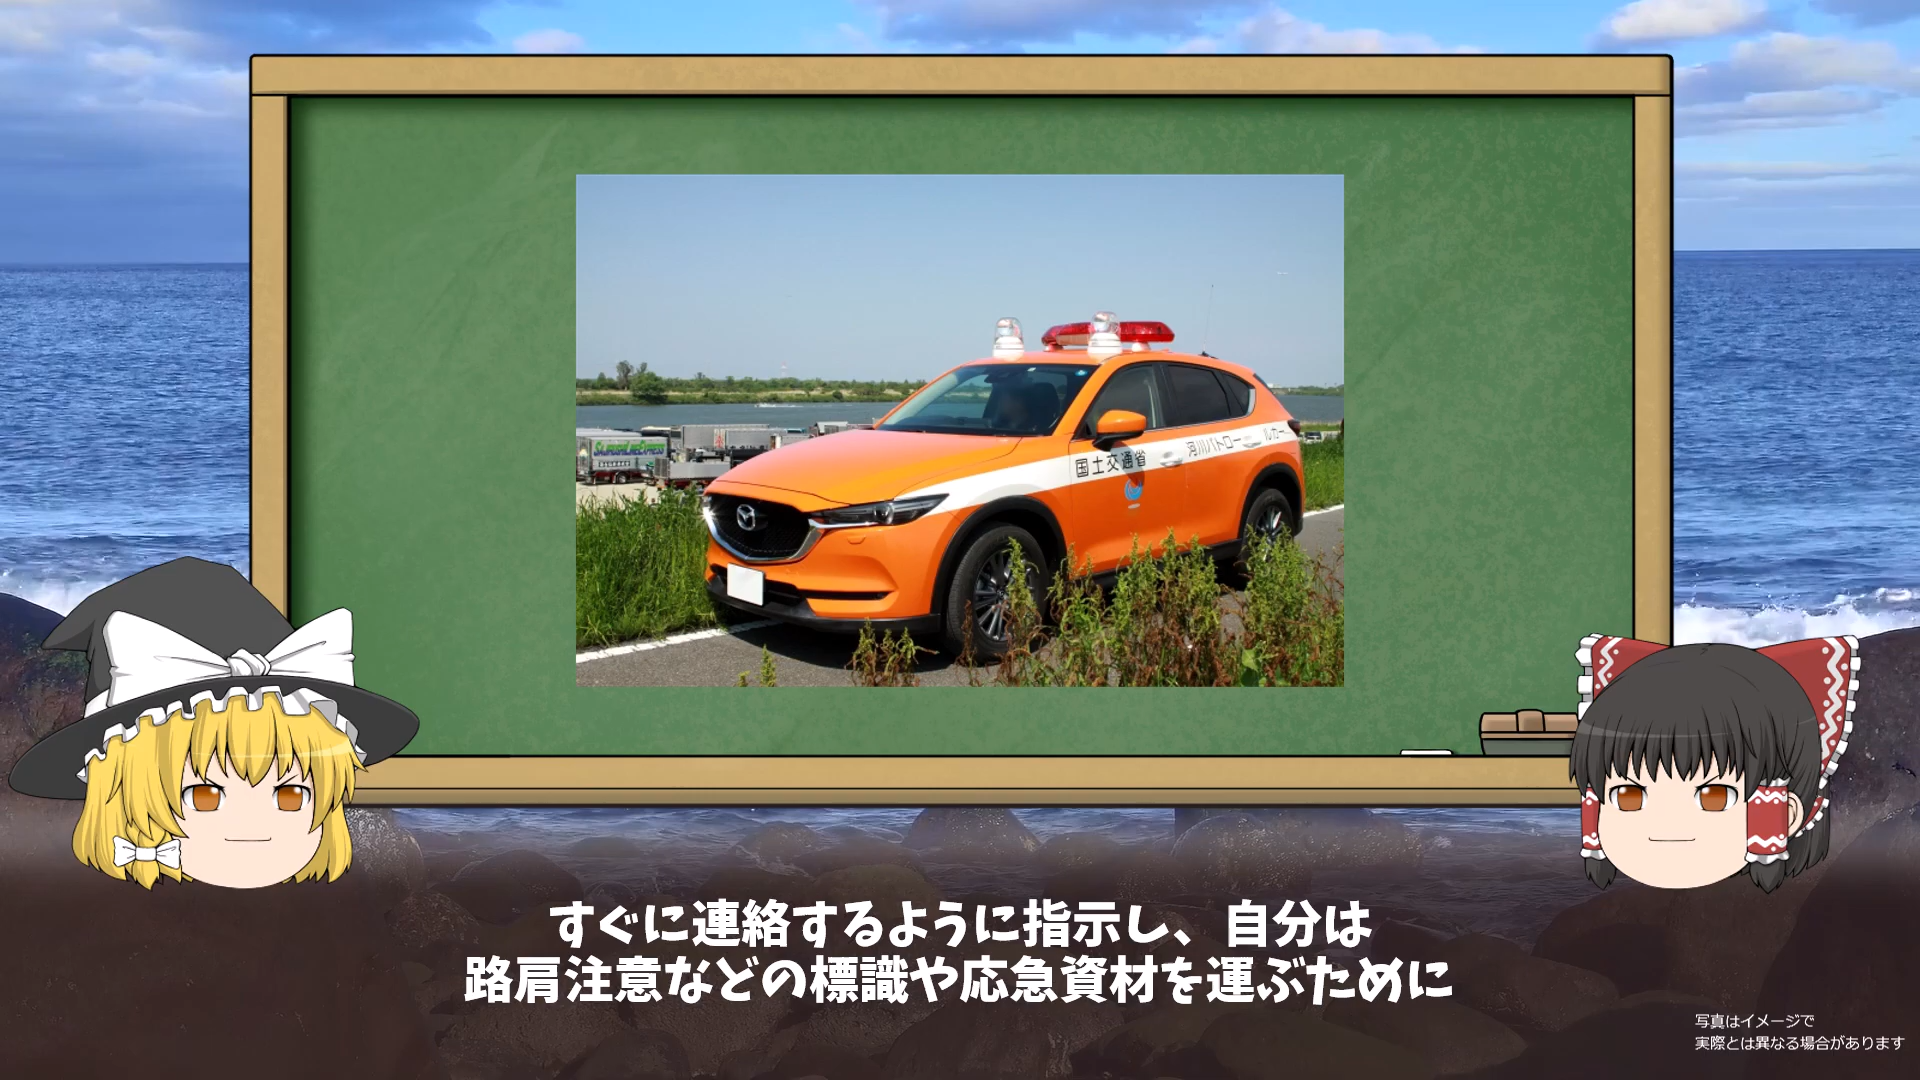 国土交通省
河川パトロールカー
すぐに連絡するように指示し、自分は
路肩注意などの標識や応急資材を運ぶために
写真はイメージで
実際とは異なる場合があります